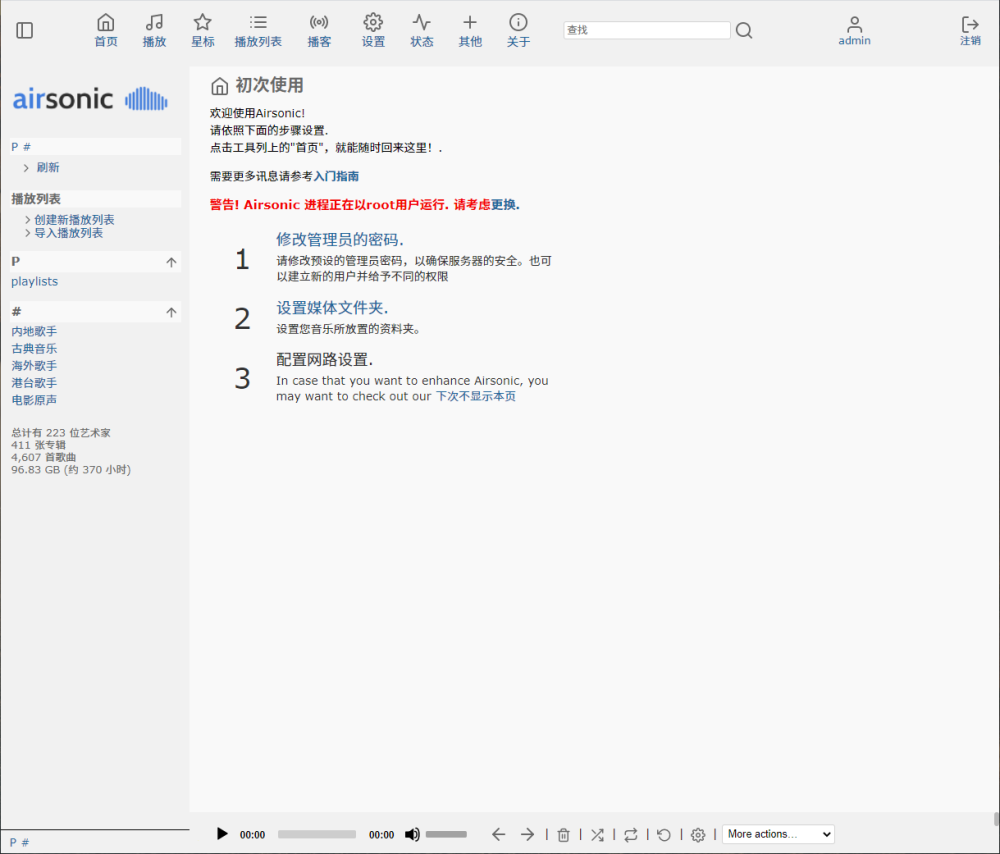 首页 播放 星标 播放列表 播客 设置 状态 其他 关于 查找 admin 注销
airsonic
P #
刷新
播放列表
创建新播放列表
导入播放列表
P
playlists
#
内地歌手
古典音乐
海外歌手
港台歌手
电影原声
总计有 223 位艺术家
411 张专辑
4,607 首歌曲
96.83 GB (约 370 小时)
P #
初次使用
欢迎使用Airsonic!
请依照下面的步骤设置.
点击工具列上的"首页"，就能随时回来这里！.
需要更多讯息请参考入门指南
警告! Airsonic 进程正在以root用户运行. 请考虑更换.
1
修改管理员的密码.
请修改预设的管理员密码，以确保服务器的安全。也可
以建立新的用户并给予不同的权限
2
设置媒体文件夹.
设置您音乐所放置的资料夹。
3
配置网路设置.
In case that you want to enhance Airsonic, you
may want to check out our 下次不显示本页
00:00 00:00 | | | | | | More actions...